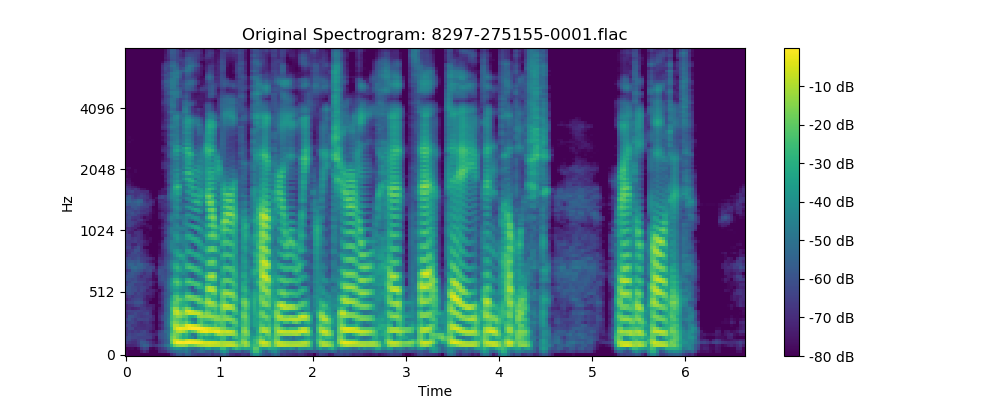 Original Spectrogram: 8297-275155-0001.flac
Hz
4096
2048
1024
512
0
0 1 2 3 4 5 6
Time
-10 dB
-20 dB
-30 dB
-40 dB
-50 dB
-60 dB
-70 dB
-80 dB